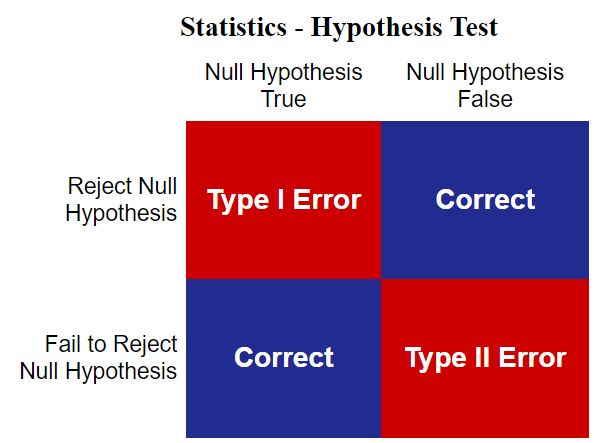 Statistics - Hypothesis Test
Null Hypothesis
True
Null Hypothesis
False
Reject Null
Hypothesis
Type I Error
Correct
Fail to Reject
Null Hypothesis
Correct
Type II Error